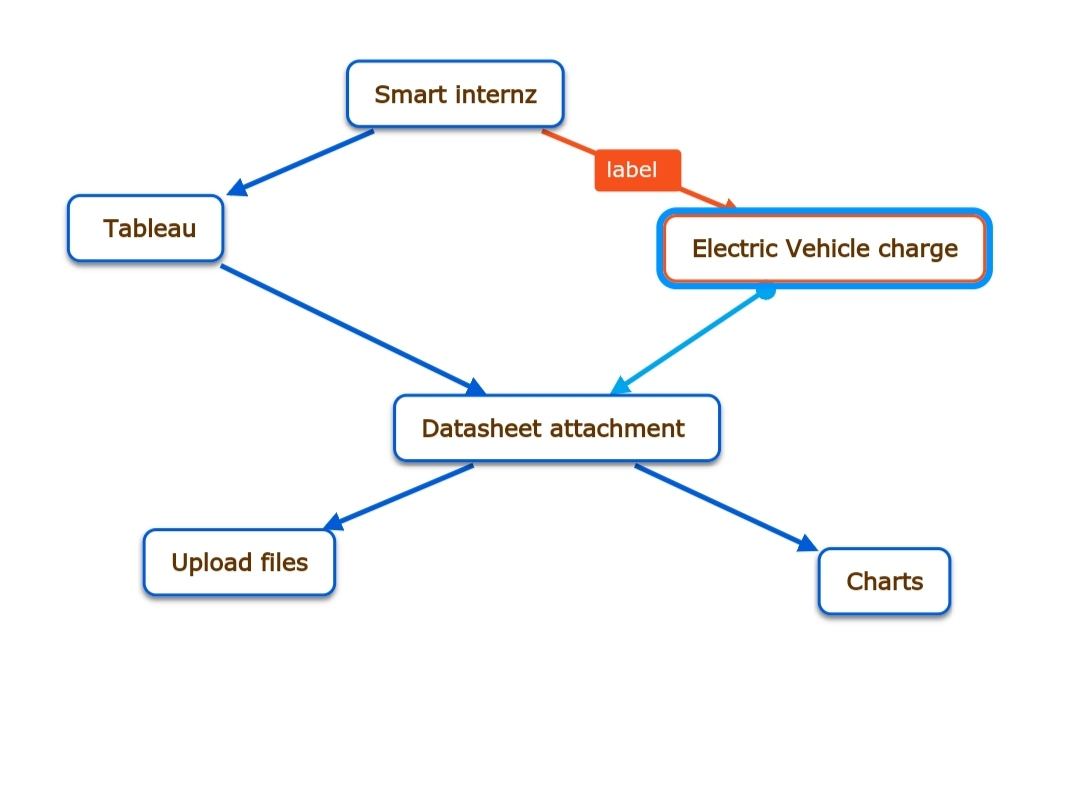 Smart internz
label
Tableau
Electric Vehicle charge
Datasheet attachment
Upload files
Charts